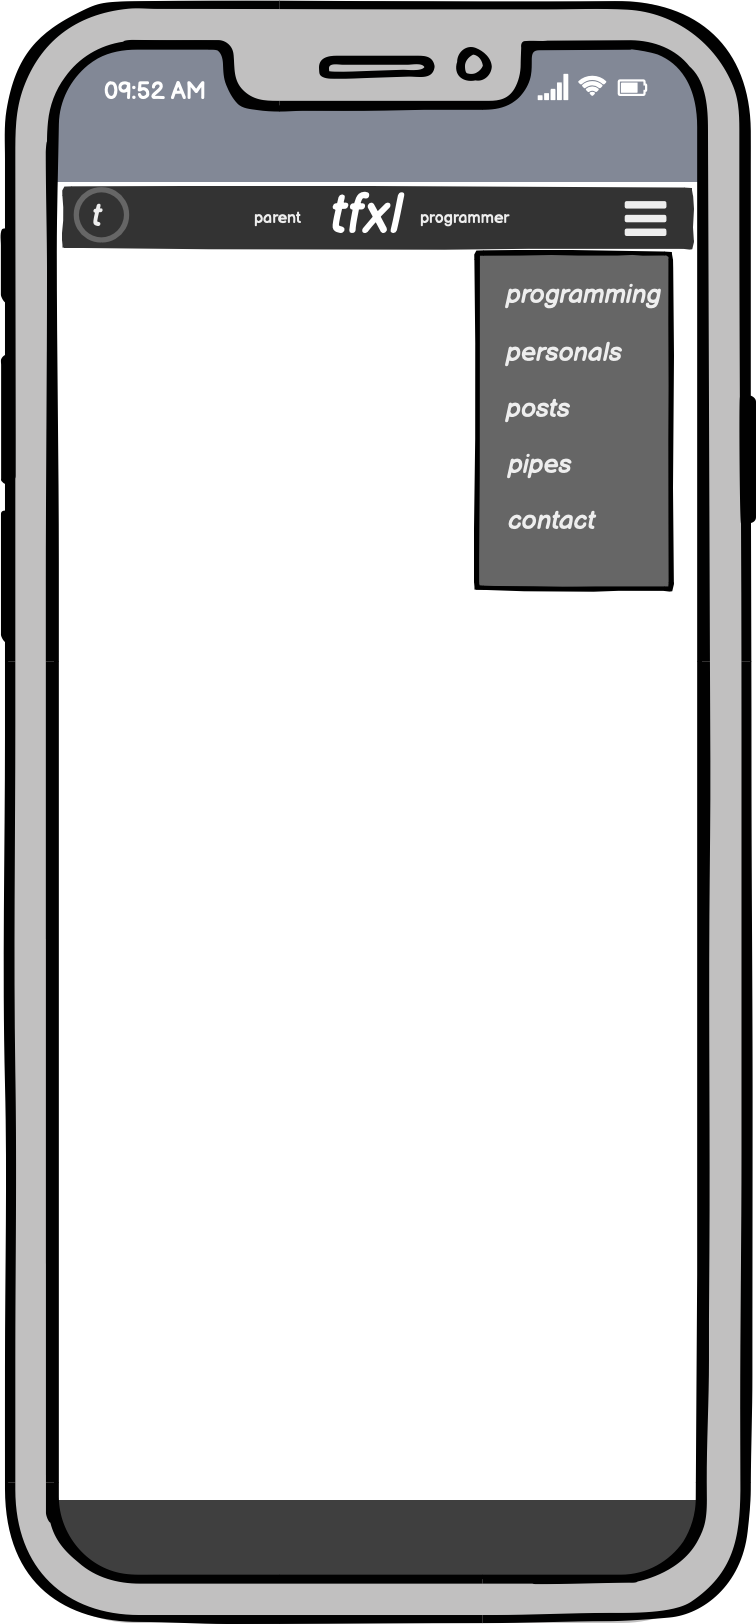 09:52 AM
t parent tfxl programmer
programming
personals
posts
pipes
contact